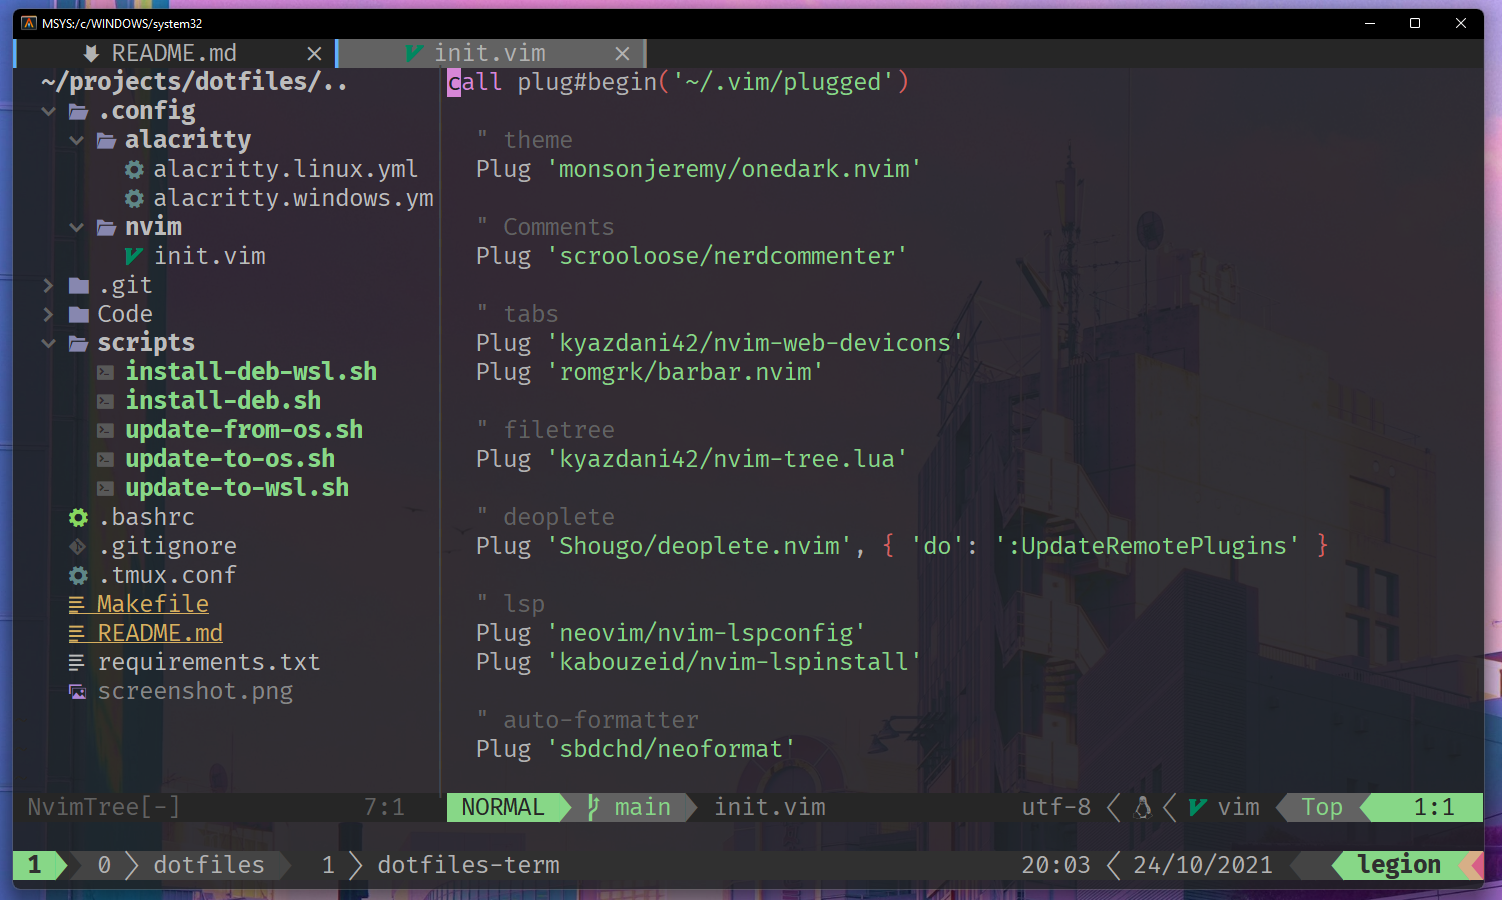 MSYS:/c/WINDOWS/system32
README.md
init.vim
~/projects/dotfiles/..
.config
alacritty
alacritty.linux.yml
alacritty.windows.ym
nvim
init.vim
.git
Code
scripts
install-deb-wsl.sh
install-deb.sh
update-from-os.sh
update-to-os.sh
update-to-wsl.sh
.bashrc
.gitignore
.tmux.conf
Makefile
README.md
requirements.txt
screenshot.png
NvimTree[-] 7:1
call plug#begin('~/.vim/plugged')
" theme
Plug 'monsonjeremy/onedark.nvim'
" Comments
Plug 'scrooloose/nerdcommenter'
" tabs
Plug 'kyazdani42/nvim-web-devicons'
Plug 'romgrk/barbar.nvim'
" filetree
Plug 'kyazdani42/nvim-tree.lua'
" deoplete
Plug 'Shougo/deoplete.nvim', { 'do': ':UpdateRemotePlugins' }
" lsp
Plug 'neovim/nvim-lspconfig'
Plug 'kabouzeid/nvim-lspinstall'
" auto-formatter
Plug 'sbdchd/neoformat'
NORMAL main init.vim utf-8 vim Top 1:1
1 0 dotfiles 1 dotfiles-term 20:03 24/10/2021 legion